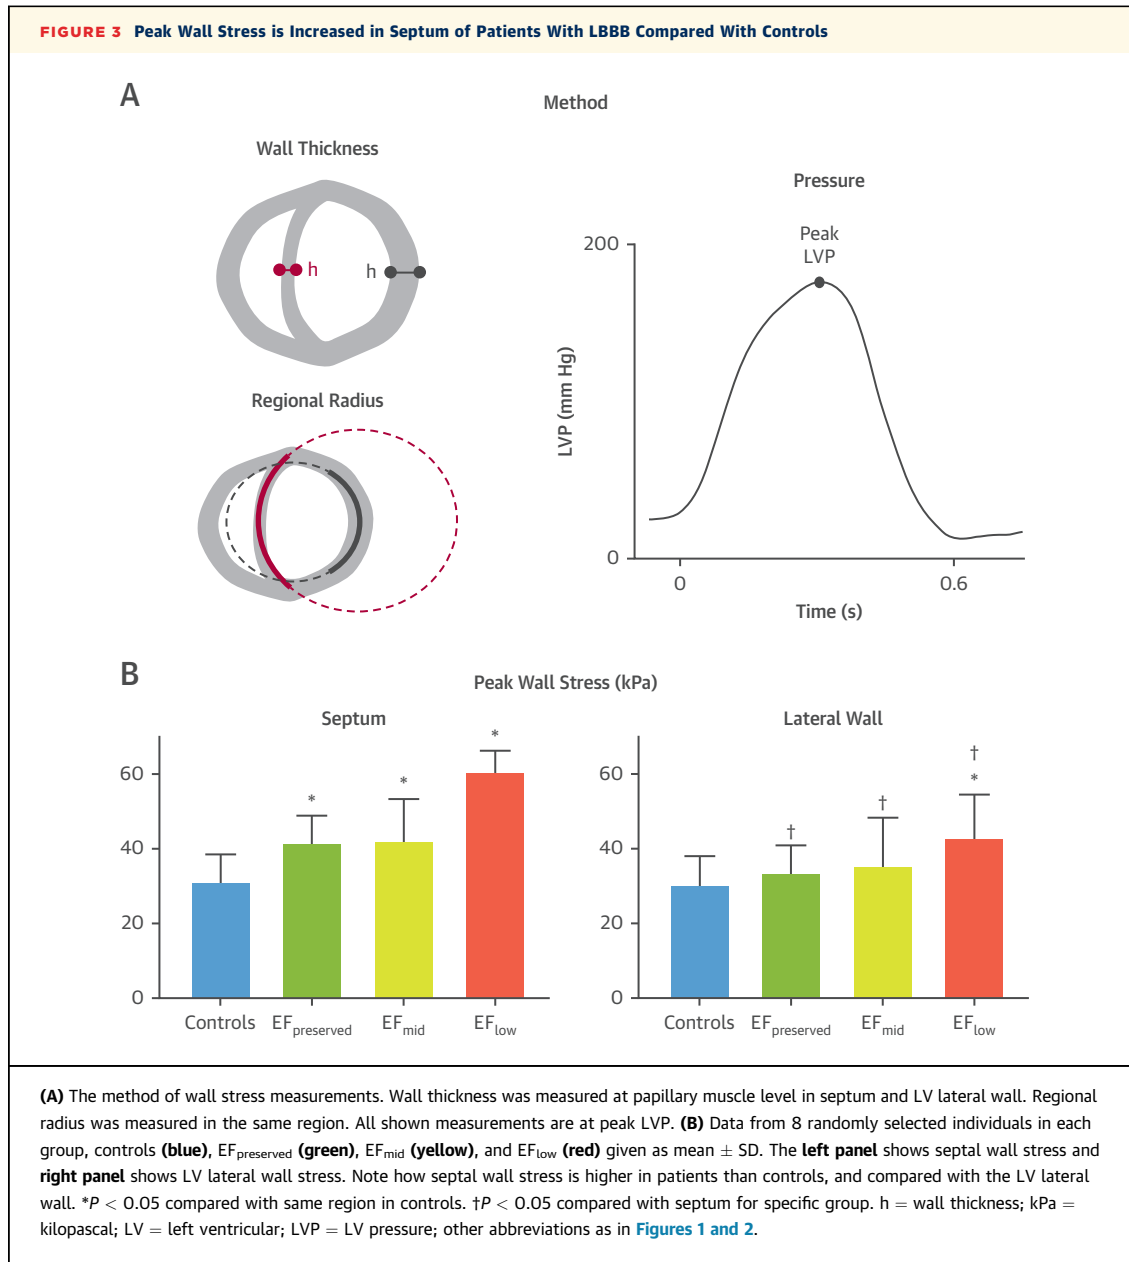 FIGURE 3 Peak Wall Stress is Increased in Septum of Patients With LBBB Compared With Controls
A
Method
Wall Thickness
h
h
Regional Radius
Pressure
Peak
LVP
200
0
LVP (mm Hg)
0
0.6
Time (s)
B
Peak Wall Stress (kPa)
Septum
60
40
20
0
*
*
*
Controls
EFpreserved
EFmid
EFlow
Lateral Wall
60
40
20
0
†
†
†
*
Controls
EFpreserved
EFmid
EFlow
(A) The method of wall stress measurements. Wall thickness was measured at papillary muscle level in septum and LV lateral wall. Regional
radius was measured in the same region. All shown measurements are at peak LVP. (B) Data from 8 randomly selected individuals in each
group, controls (blue), EFpreserved (green), EFmid (yellow), and EFlow (red) given as mean ± SD. The left panel shows septal wall stress and
right panel shows LV lateral wall stress. Note how septal wall stress is higher in patients than controls, and compared with the LV lateral
wall. *P < 0.05 compared with same region in controls. †P < 0.05 compared with septum for specific group. h = wall thickness; kPa =
kilopascal; LV = left ventricular; LVP = LV pressure; other abbreviations as in Figures 1 and 2.